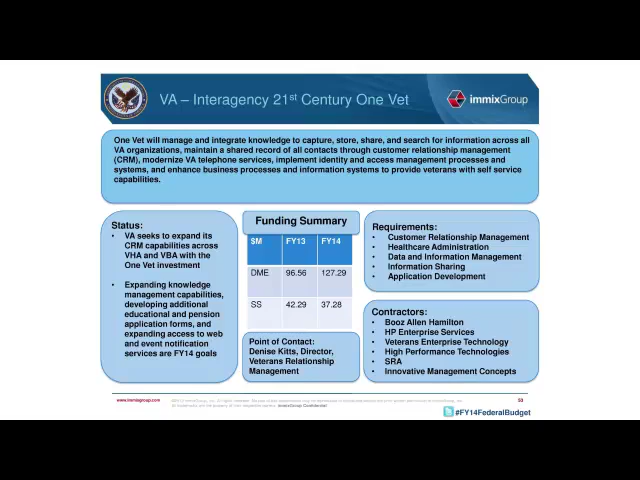 VA – Interagency 21st Century One Vet
immixGroup
One Vet will manage and integrate knowledge to capture, store, share, and search for information across all
VA organizations, maintain a shared record of all contacts through customer relationship management
(CRM), modernize VA telephone services, implement identity and access management processes and
systems, and enhance business processes and information systems to provide veterans with self service
capabilities.
Status:
• VA seeks to expand its
CRM capabilities across
VHA and VBA with the
One Vet investment
• Expanding knowledge
management capabilities,
developing additional
educational and pension
application forms, and
expanding access to web
and event notification
services are FY14 goals
Funding Summary
$M FY13 FY14
DME 96.56 127.29
SS 42.29 37.28
Point of Contact:
Denise Kitts, Director,
Veterans Relationship
Management
Requirements:
• Customer Relationship Management
• Healthcare Administration
• Data and Information Management
• Information Sharing
• Application Development
Contractors:
• Booz Allen Hamilton
• HP Enterprise Services
• Veterans Enterprise Technology
• High Performance Technologies
• SRA
• Innovative Management Concepts
www.immixgroup.com
immixGroup Confidential
#FY14FederalBudget